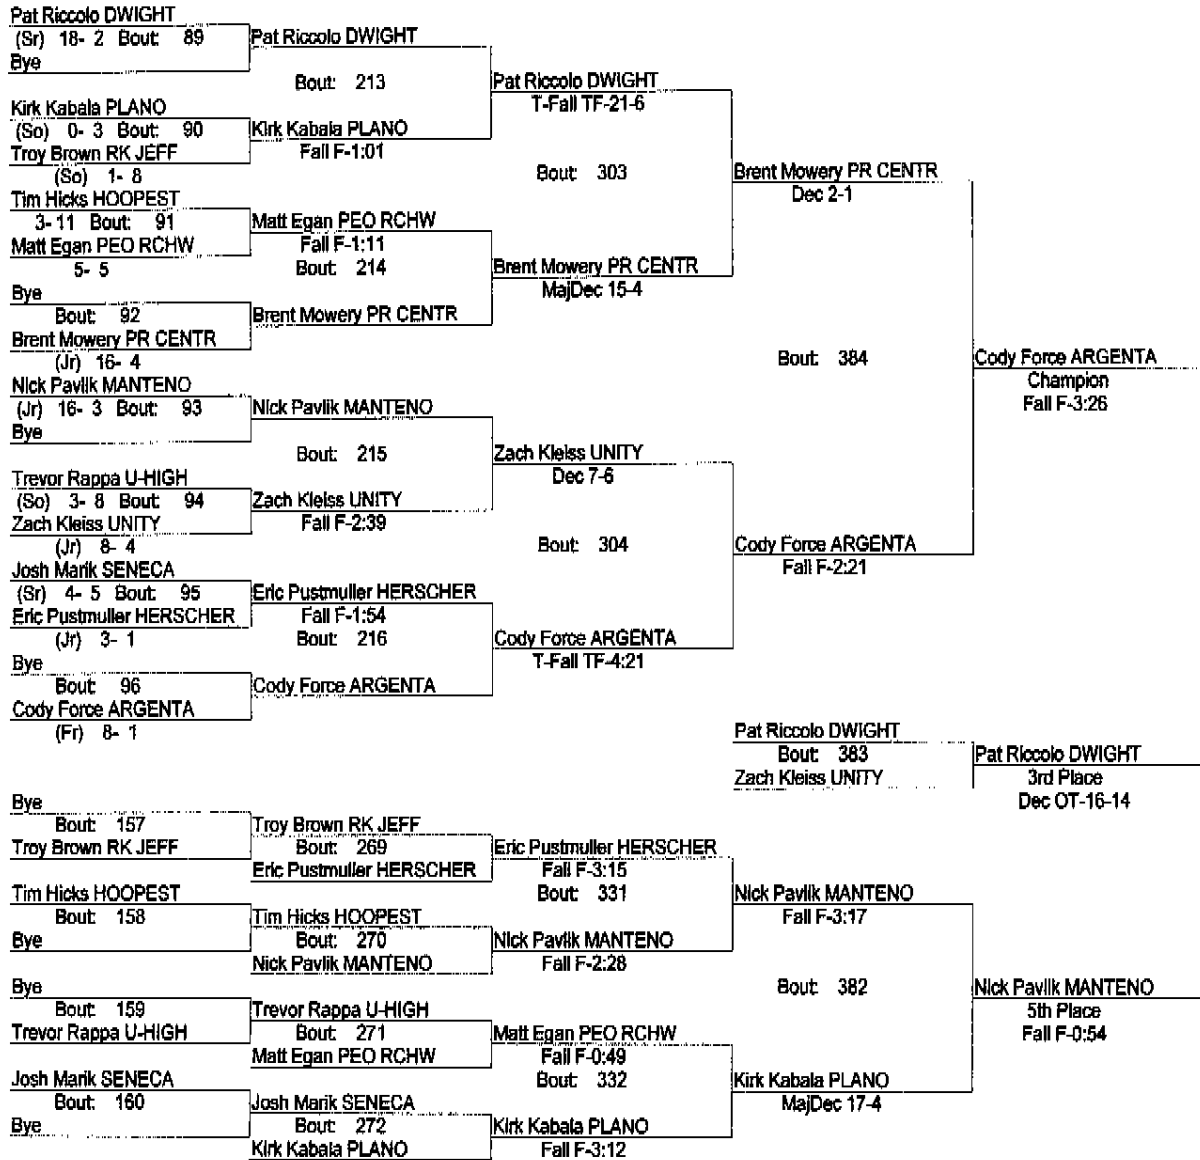 Pat Riccolo DWIGHT
(Sr) 18- 2 Bout: 89
Bye
Kirk Kabala PLANO
(So) 0- 3 Bout: 90
Troy Brown RK JEFF
(So) 1- 8
Tim Hicks HOOPEST
3- 11 Bout: 91
Matt Egan PEO RCHW
5- 5
Bye
Bout: 92
Brent Mowery PR CENTR
(Jr) 16- 4
Nick Pavlik MANTENO
(Jr) 16- 3 Bout: 93
Bye
Trevor Rappa U-HIGH
(So) 3- 8 Bout: 94
Zach Kleiss UNITY
(Jr) 8- 4
Josh Marik SENECA
(Sr) 4- 5 Bout: 95
Eric Pustmuller HERSCHER
(Jr) 3- 1
Bye
Bout: 96
Cody Force ARGENTA
(Fr) 8- 1
Pat Riccolo DWIGHT
Bout: 213
Kirk Kabala PLANO
Fall F-1:01
Matt Egan PEO RCHW
Fall F-1:11
Bout: 214
Brent Mowery PR CENTR
Nick Pavlik MANTENO
Bout: 215
Zach Kleiss UNITY
Fall F-2:39
Eric Pustmuller HERSCHER
Fall F-1:54
Bout: 216
Cody Force ARGENTA
Pat Riccolo DWIGHT
T-Fall TF-21-6
Bout: 303
Brent Mowery PR CENTR
MajDec 15-4
Zach Kleiss UNITY
Dec 7-6
Bout: 304
Cody Force ARGENTA
T-Fall TF-4:21
Brent Mowery PR CENTR
Dec 2-1
Bout: 384
Cody Force ARGENTA
Fall F-2:21
Cody Force ARGENTA
Champion
Fall F-3:26
Pat Riccolo DWIGHT
Bout: 383
Zach Kleiss UNITY
Pat Riccolo DWIGHT
3rd Place
Dec OT-16-14
Bye
Bout: 157
Troy Brown RK JEFF
Tim Hicks HOOPEST
Bout: 158
Bye
Bye
Bout: 159
Trevor Rappa U-HIGH
Josh Marik SENECA
Bout: 160
Bye
Troy Brown RK JEFF
Bout: 269
Eric Pustmuller HERSCHER
Tim Hicks HOOPEST
Bout: 270
Nick Pavlik MANTENO
Trevor Rappa U-HIGH
Bout: 271
Matt Egan PEO RCHW
Josh Marik SENECA
Bout: 272
Kirk Kabala PLANO
Eric Pustmuller HERSCHER
Fall F-3:15
Bout: 331
Nick Pavlik MANTENO
Fall F-2:28
Matt Egan PEO RCHW
Fall F-0:49
Bout: 332
Kirk Kabala PLANO
Fall F-3:12
Nick Pavlik MANTENO
Fall F-3:17
Bout: 382
Kirk Kabala PLANO
MajDec 17-4
Nick Pavlik MANTENO
5th Place
Fall F-0:54